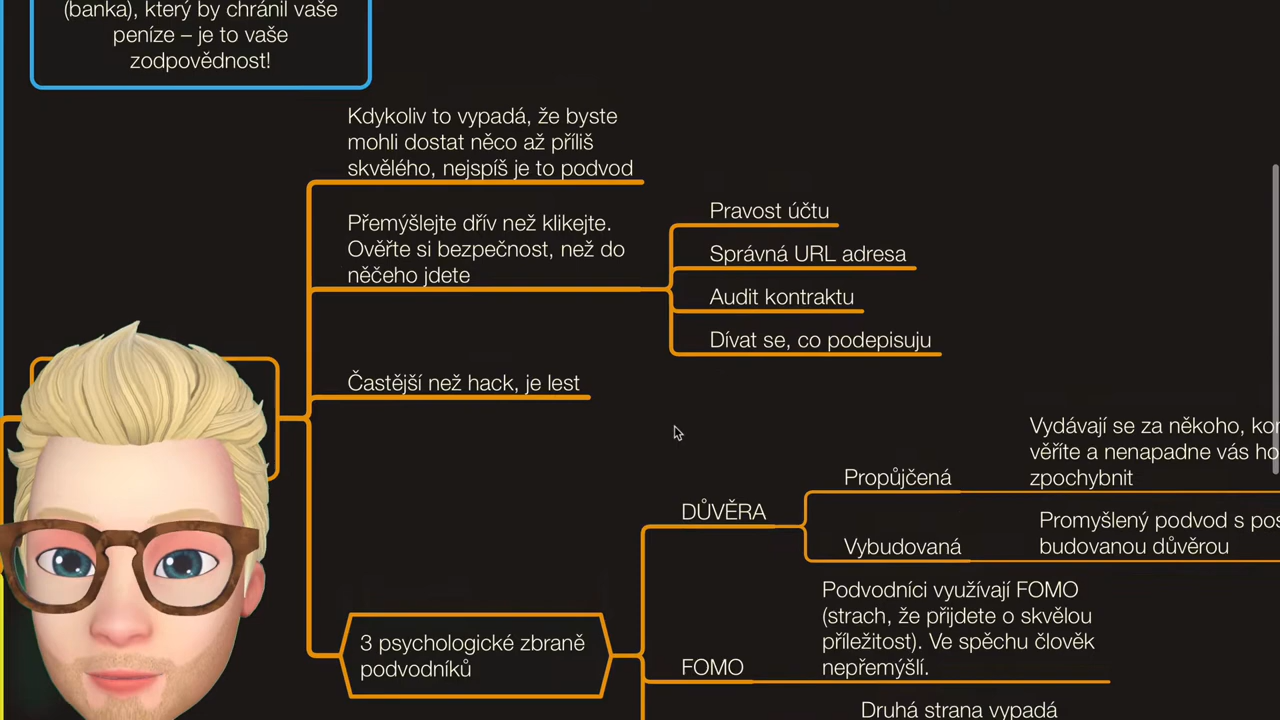 (banka), který by chránil vaše
peníze – je to vaše
zodpovědnost!
Kdykoliv to vypadá, že byste
mohli dostat něco až příliš
skvělého, nejspíš je to podvod
Přemýšlejte dřív než klikejte.
Ověřte si bezpečnost, než do
něčeho jdete
Pravost účtu
Správná URL adresa
Audit kontraktu
Dívat se, co podepisuju
Častější než hack, je lest
3 psychologické zbraně
podvodníků
DŮVĚRA
Propůjčená
Vydávají se za někoho,
věříte a nenapadne vás
zpochybnit
Vybudovaná
Promyšlený podvod s
budovanou důvěrou
FOMO
Podvodníci využívají FOMO
(strach, že přijdete o skvělou
příležitost). Ve spěchu člověk
nepřemýšlí.
Druhá strana vypadá